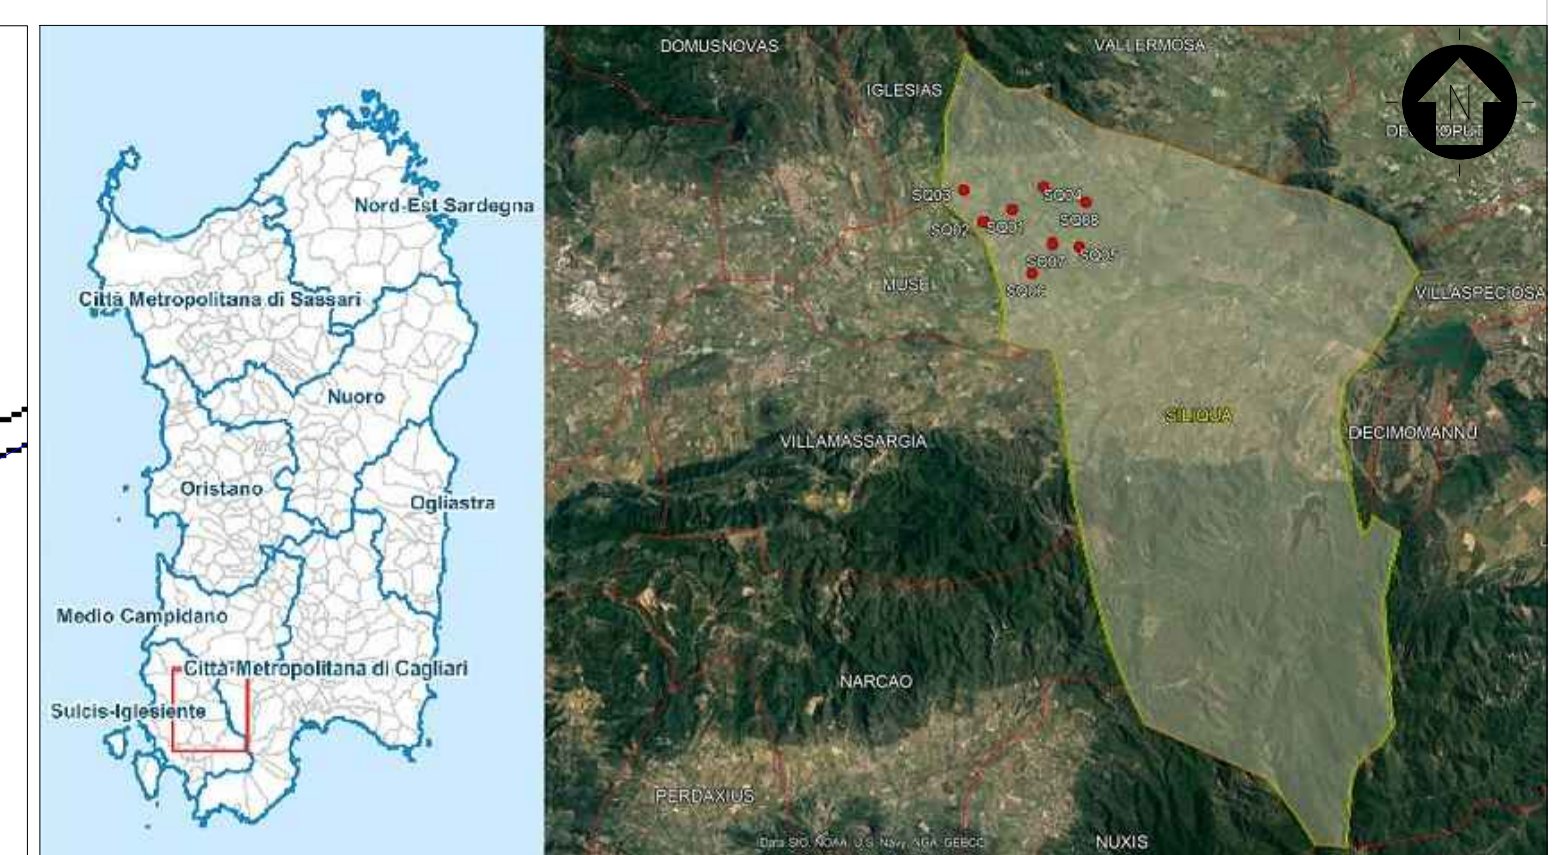 Nord-Est Sardegna
Città Metropolitana di Sassari
Nuoro
Oristano
Ogliastra
Medio Campidano
Città Metropolitana di Cagliari
Sulcis-Iglesiente
DOMUSNOVAS
VALLERMOSA
N
IGLESIAS
SQ03
SQ04
SQ02
SQ01
SQ08
SQ07
SQ05
SQ06
MUSEI
VILLASPECIOSA
SILIQUA
VILLAMASSARGIA
DECIMOMANNU
NARCAO
PERDAXIUS
Data SIO, NOAA, U.S. Navy, NGA, GEBCO
NUXIS